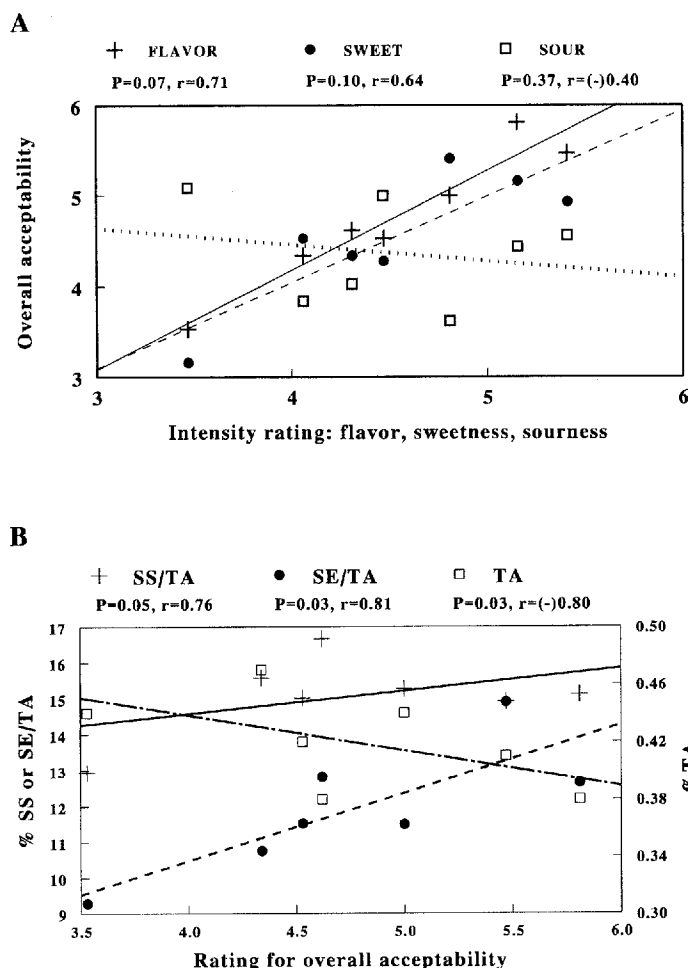 A
+ FLAVOR ● SWEET □ SOUR
P=0.07, r=0.71 P=0.10, r=0.64 P=0.37, r=(-)0.40
6
5
4
3
Overall acceptability
3 4 5 6
Intensity rating: flavor, sweetness, sourness
B
+ SS/TA ● SE/TA □ TA
P=0.05, r=0.76 P=0.03, r=0.81 P=0.03, r=(-)0.80
17 0.50
16
15 0.46
14 0.42
13
12 0.38
11 0.34
10
9 0.30
% SS or SE/TA
% TA
3.5 4.0 4.5 5.0 5.5 6.0
Rating for overall acceptability